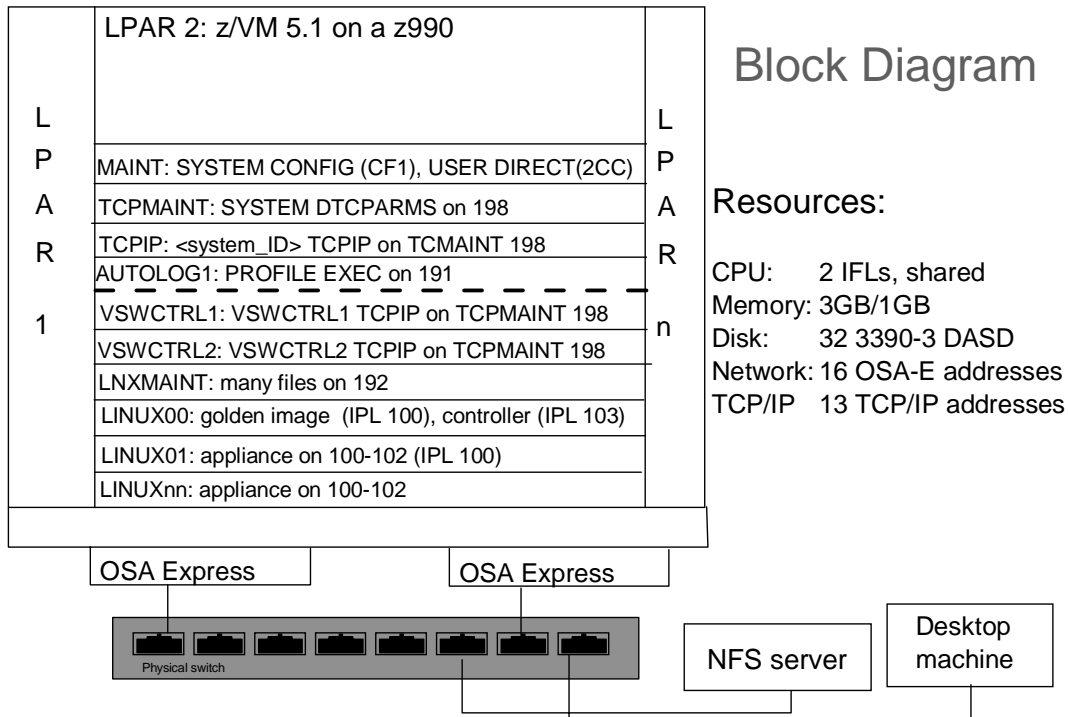 LPAR 2: z/VM 5.1 on a z990
Block Diagram
LPAR 1
LPAR n
MAINT: SYSTEM CONFIG (CF1), USER DIRECT(2CC)
TCPMAINT: SYSTEM DTCPARMS on 198
TCPIP: <system_ID> TCPIP on TCMAINT 198
AUTOLOG1: PROFILE EXEC on 191
VSWCTRL1: VSWCTRL1 TCPIP on TCPMAINT 198
VSWCTRL2: VSWCTRL2 TCPIP on TCPMAINT 198
LNXMAINT: many files on 192
LINUX00: golden image (IPL 100), controller (IPL 103)
LINUX01: appliance on 100-102 (IPL 100)
LINUXnn: appliance on 100-102
Resources:
CPU: 2 IFLs, shared
Memory: 3GB/1GB
Disk: 32 3390-3 DASD
Network: 16 OSA-E addresses
TCP/IP 13 TCP/IP addresses
OSA Express
OSA Express
Physical switch
NFS server
Desktop
machine